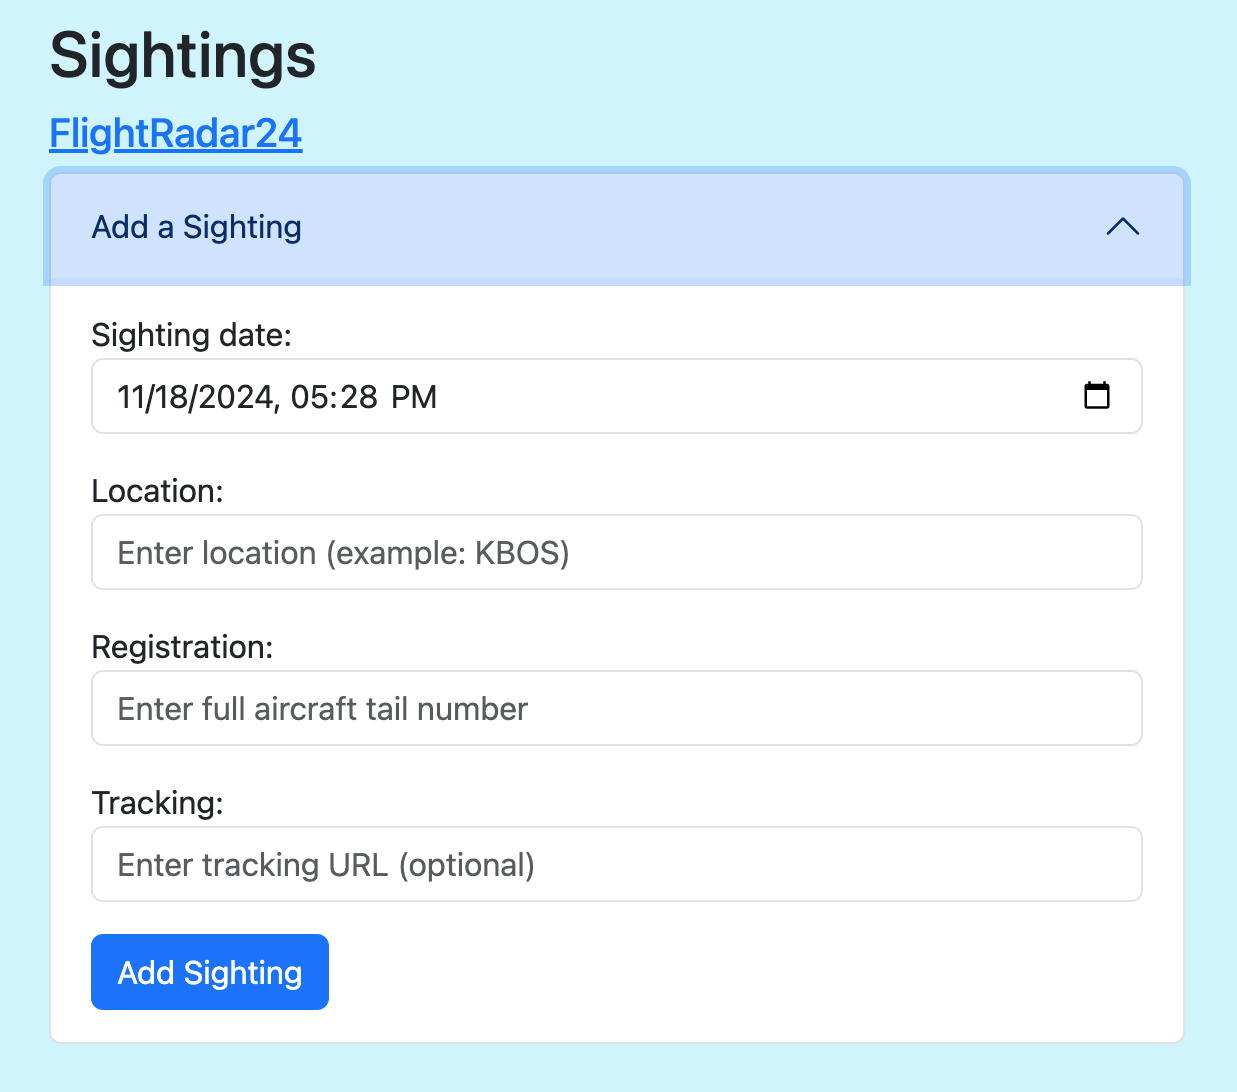 Sightings
FlightRadar24
Add a Sighting
Sighting date:
11/18/2024, 05:28 PM
Location:
Enter location (example: KBOS)
Registration:
Enter full aircraft tail number
Tracking:
Enter tracking URL (optional)
Add Sighting